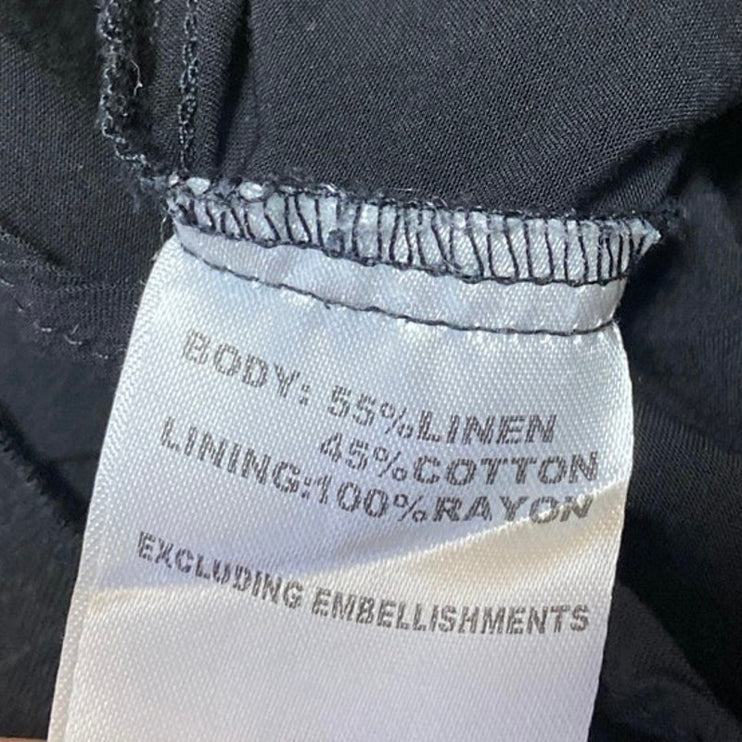 BODY: 55%LINEN
45%COTTON
LINING:100%RAYON
EXCLUDING EMBELLISHMENTS